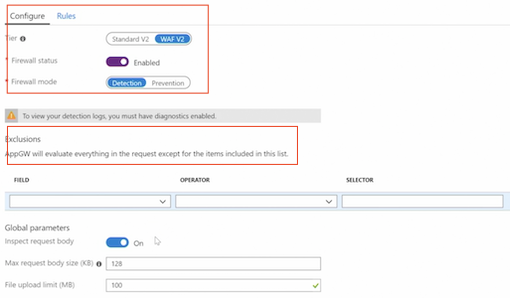 Configure Rules
Tier Standard V2 WAF V2
* Firewall status Enabled
* Firewall mode Detection Prevention
To view your detection logs, you must have diagnostics enabled.
Exclusions
AppGW will evaluate everything in the request except for the items included in this list.
FIELD OPERATOR SELECTOR
Global parameters
Inspect request body On
Max request body size (KB) 128
File upload limit (MB) 100